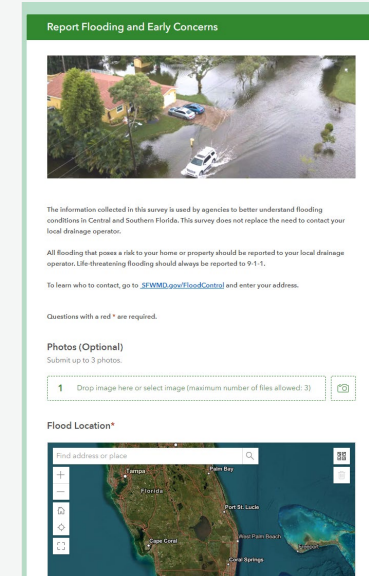 Report Flooding and Early Concerns
The information collected in this survey is used by agencies to better understand flooding
conditions in Central and Southern Florida. This survey does not replace the need to contact your
local drainage operator.
All flooding that poses a risk to your home or property should be reported to your local drainage
operator. Life-threatening flooding should always be reported to 9-1-1.
To learn who to contact, go to SFWMD.gov/FloodControl and enter your address.
Questions with a red * are required.
Photos (Optional)
Submit up to 3 photos.
1 Drop image here or select image (maximum number of files allowed: 3)
Flood Location*
Find address or place
Tampa
Palm Bay
Florida
Port St. Lucie
Cape Coral
West Palm Beach
Freeport
Coral Springs